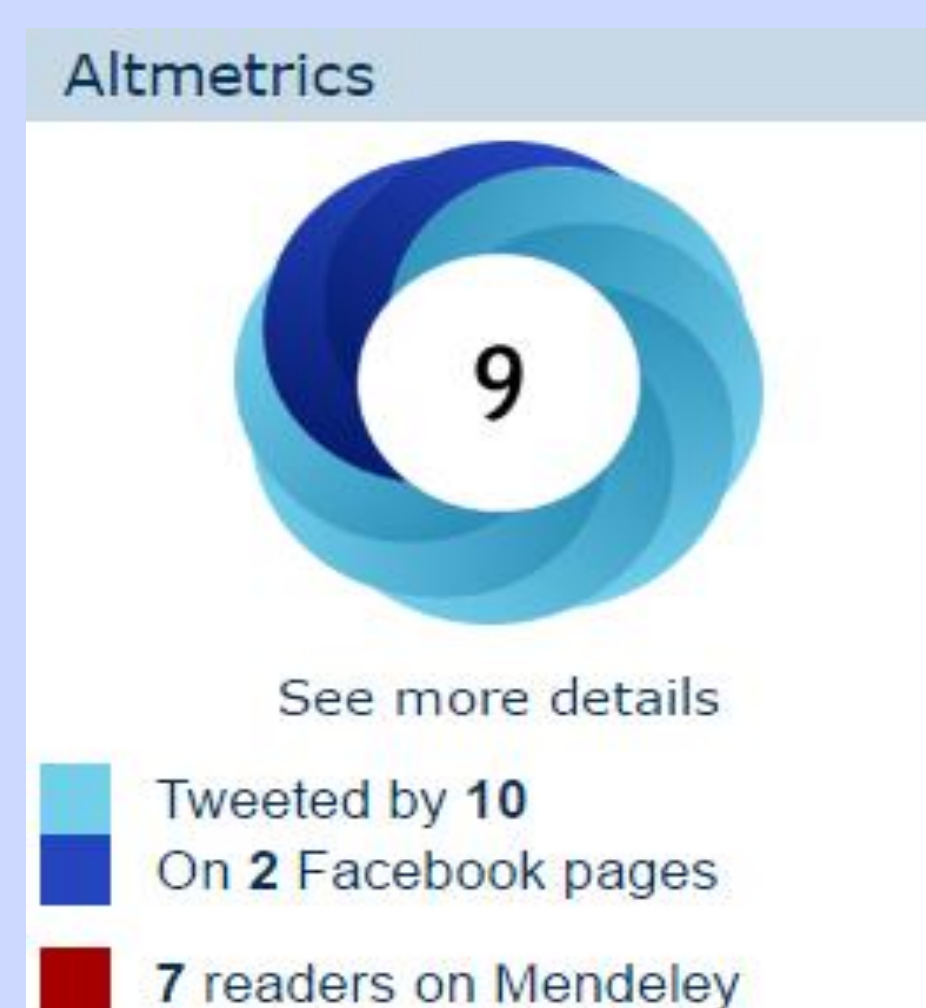 Altmetrics
9
See more details
Tweeted by 10
On 2 Facebook pages
7 readers on Mendeley